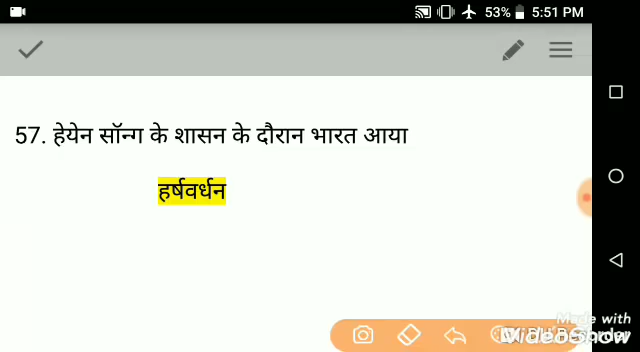 53% 5:51 PM
57. हेयेन सॉन्ग के शासन के दौरान भारत आया
हर्षवर्धन
Made with
VideoShow